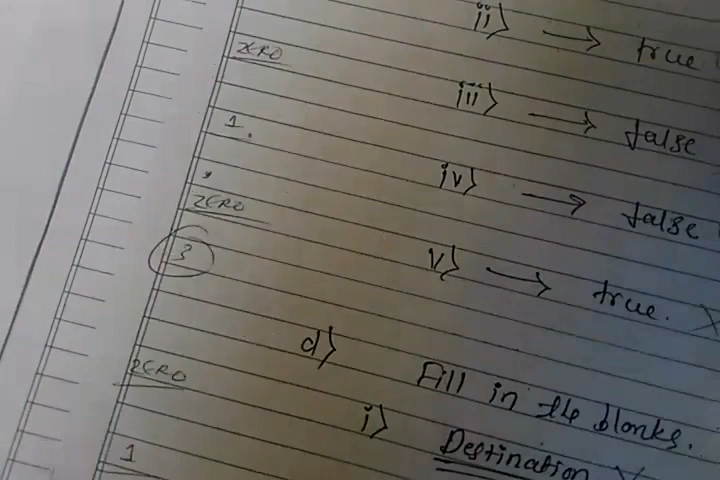 ii) → true
ZERO
iii) → false
1.
iv) → false
ZERO
3
v) → true.
d) Fill in the blanks.
ZERO
i) Destination
1